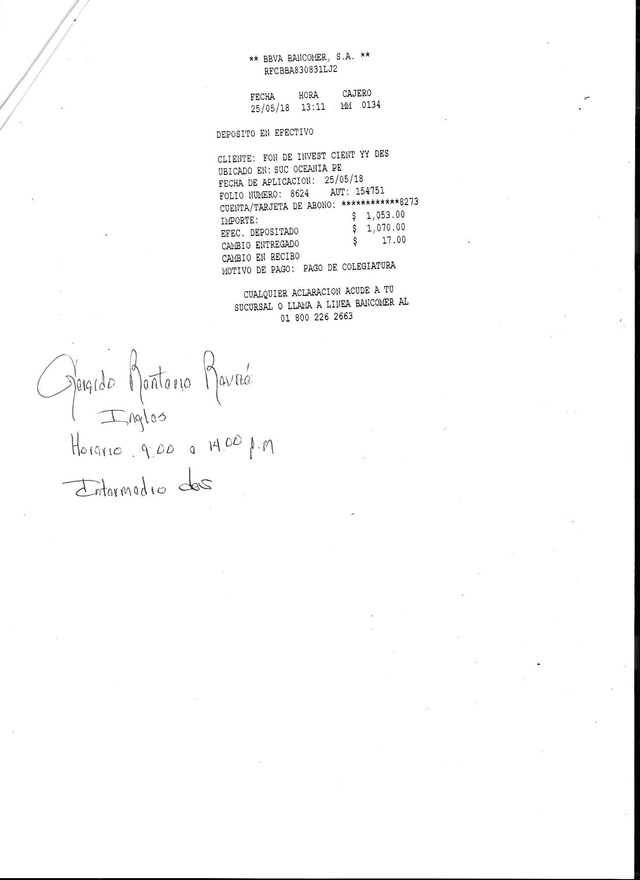 ** BBVA BANCOMER, S.A. **
RFCBBA830831LJ2
FECHA HORA CAJERO
25/05/18 13:11 MM 0134
DEPOSITO EN EFECTIVO
CLIENTE: FON DE INVEST CIENT YY DES
UBICADO EN: SUC OCEANIA PE
FECHA DE APLICACION: 25/05/18
FOLIO NUMERO: 8624 AUT: 154751
CUENTA/TARJETA DE ABONO: ************8273
IMPORTE: $ 1,053.00
EFEC. DEPOSITADO $ 1,070.00
CAMBIO ENTREGADO $ 17.00
CAMBIO EN RECIBO
MOTIVO DE PAGO: PAGO DE COLEGIATURA
CUALQUIER ACLARACION ACUDE A TU
SUCURSAL O LLAMA A LINEA BANCOMER AL
01 800 226 2663
Gerardo
Ingles
Horario. 9:00 a 14:00 p.m
Intermedio dos